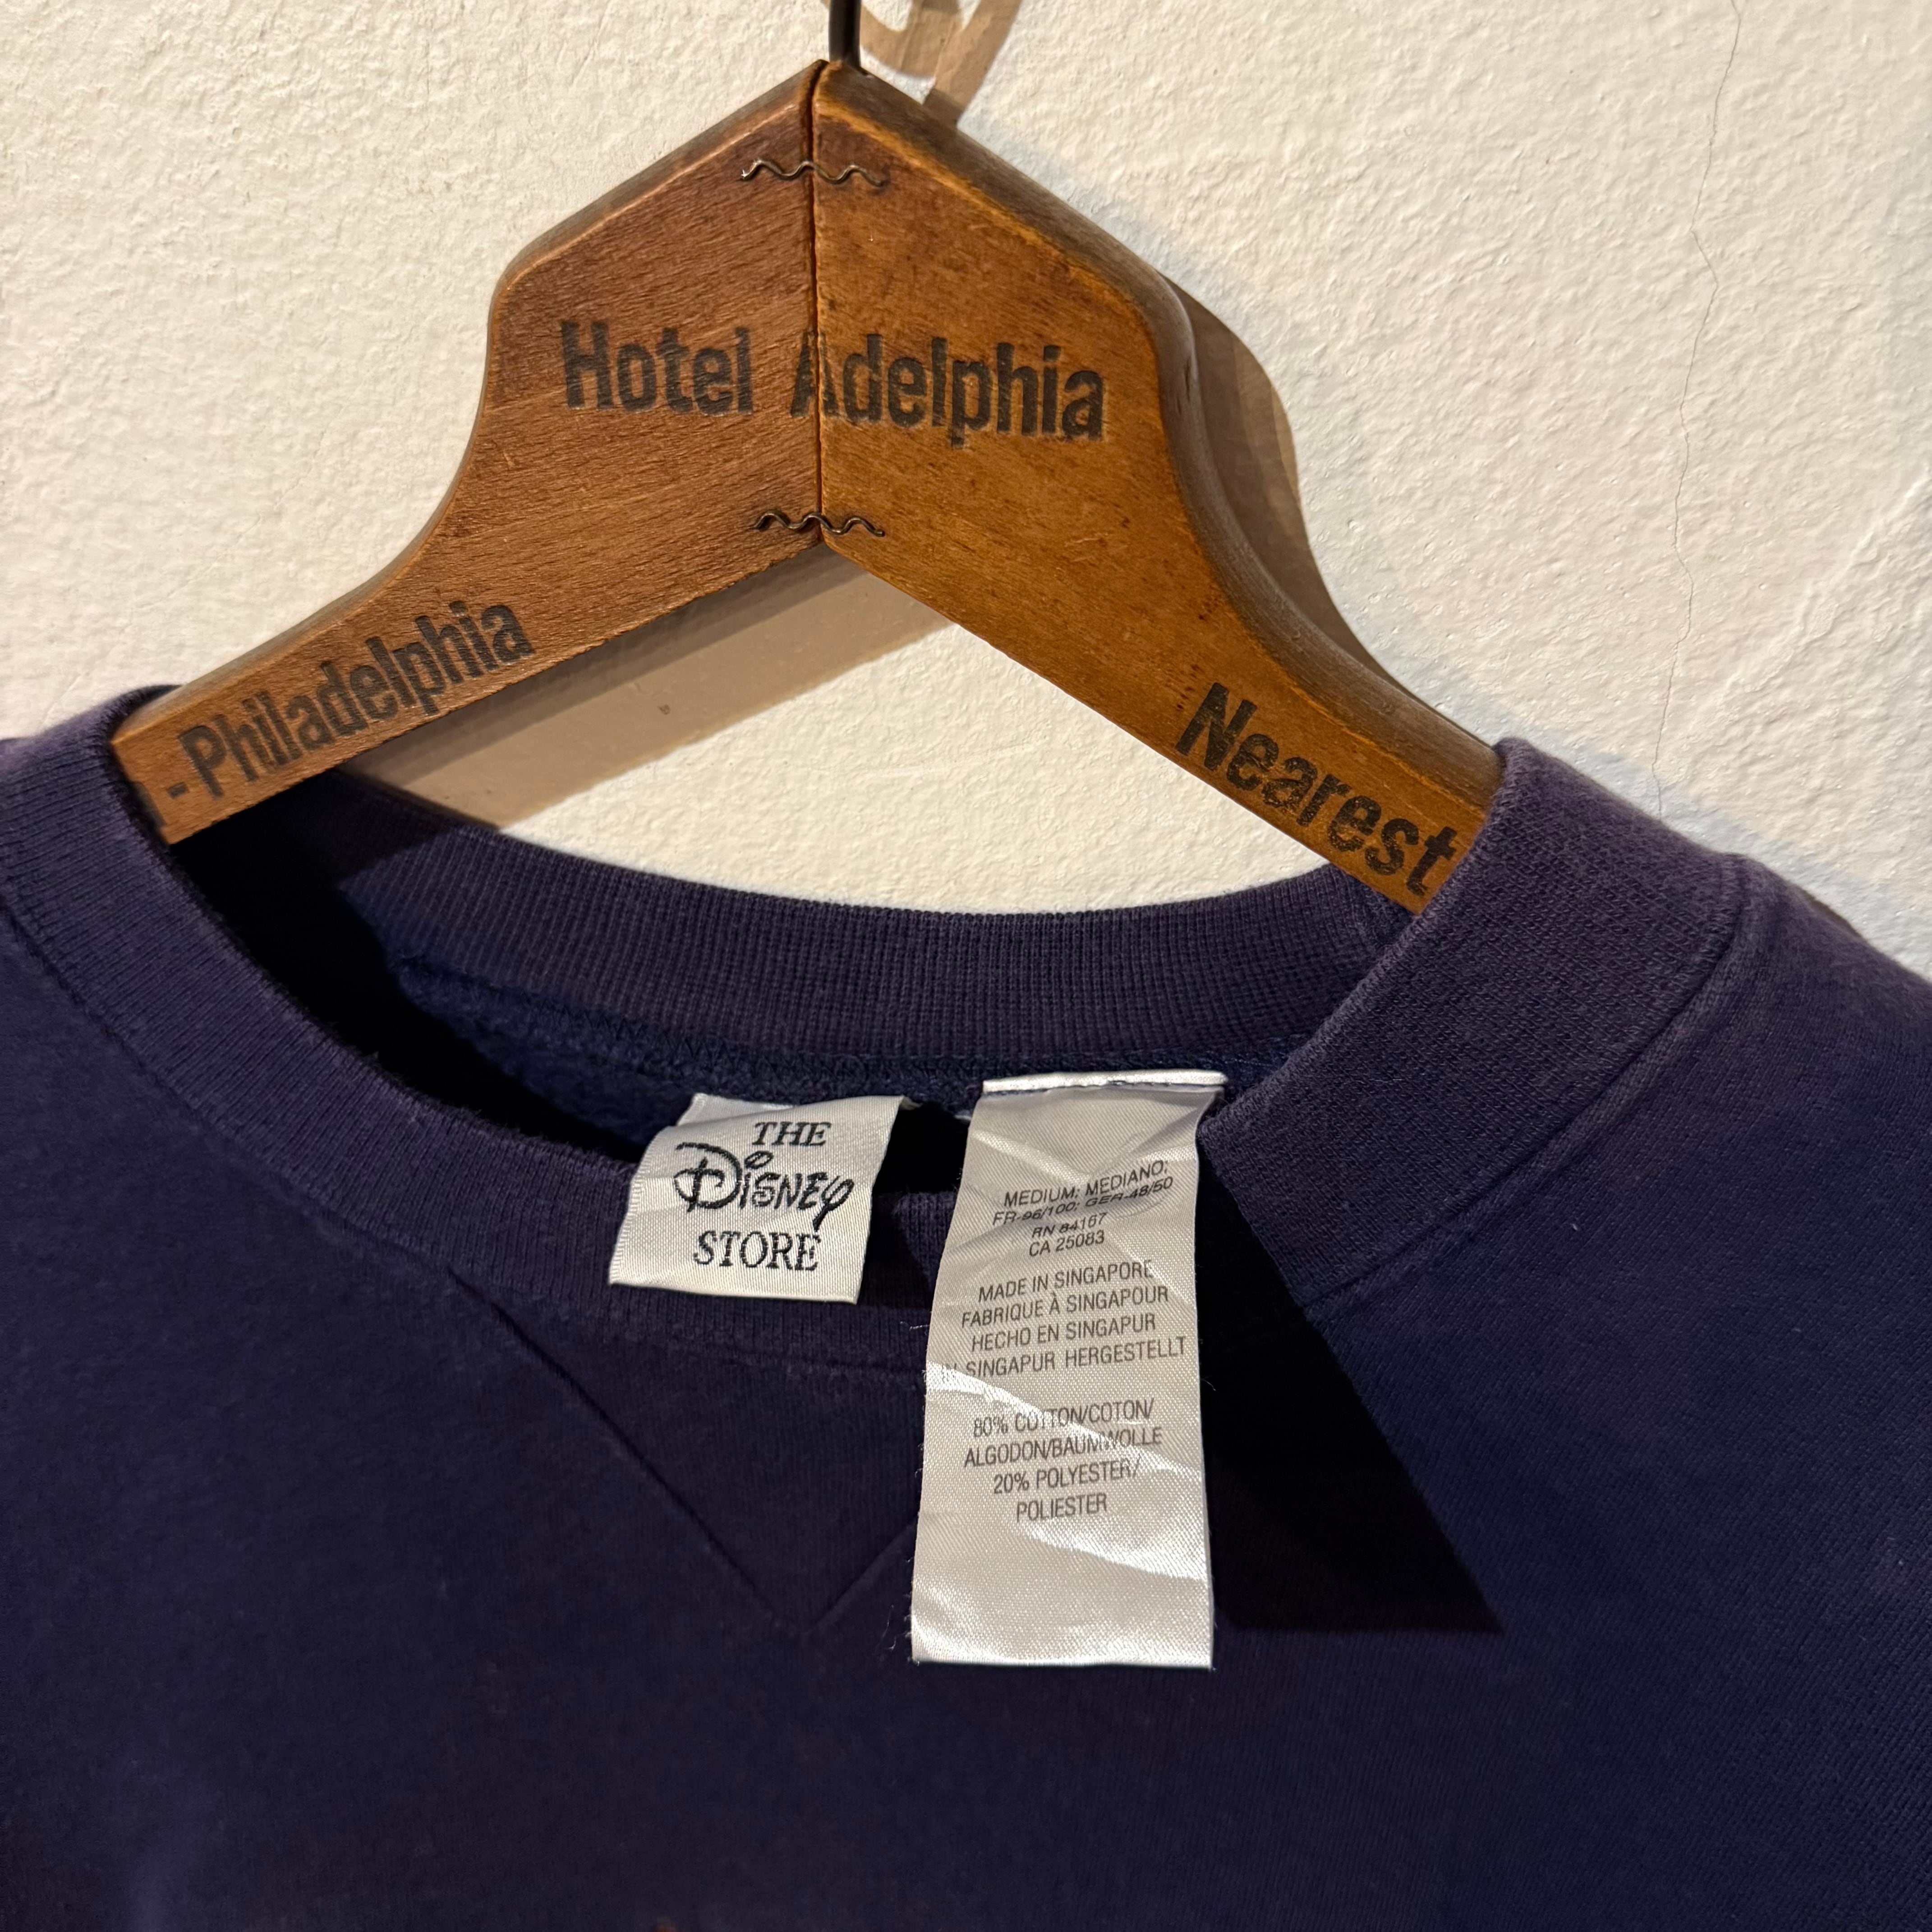 Hotel Adelphia
-Philadelphia
Nearest
THE
Disney
STORE
MEDIUM; MEDIANO;
FR-96/100; GER-48/50
RN 84167
CA 25083
MADE IN SINGAPORE
FABRIQUE À SINGAPOUR
HECHO EN SINGAPUR
IN SINGAPUR HERGESTELLT
80% COTTON/COTON/
ALGODON/BAUMWOLLE
20% POLYESTER/
POLIESTER